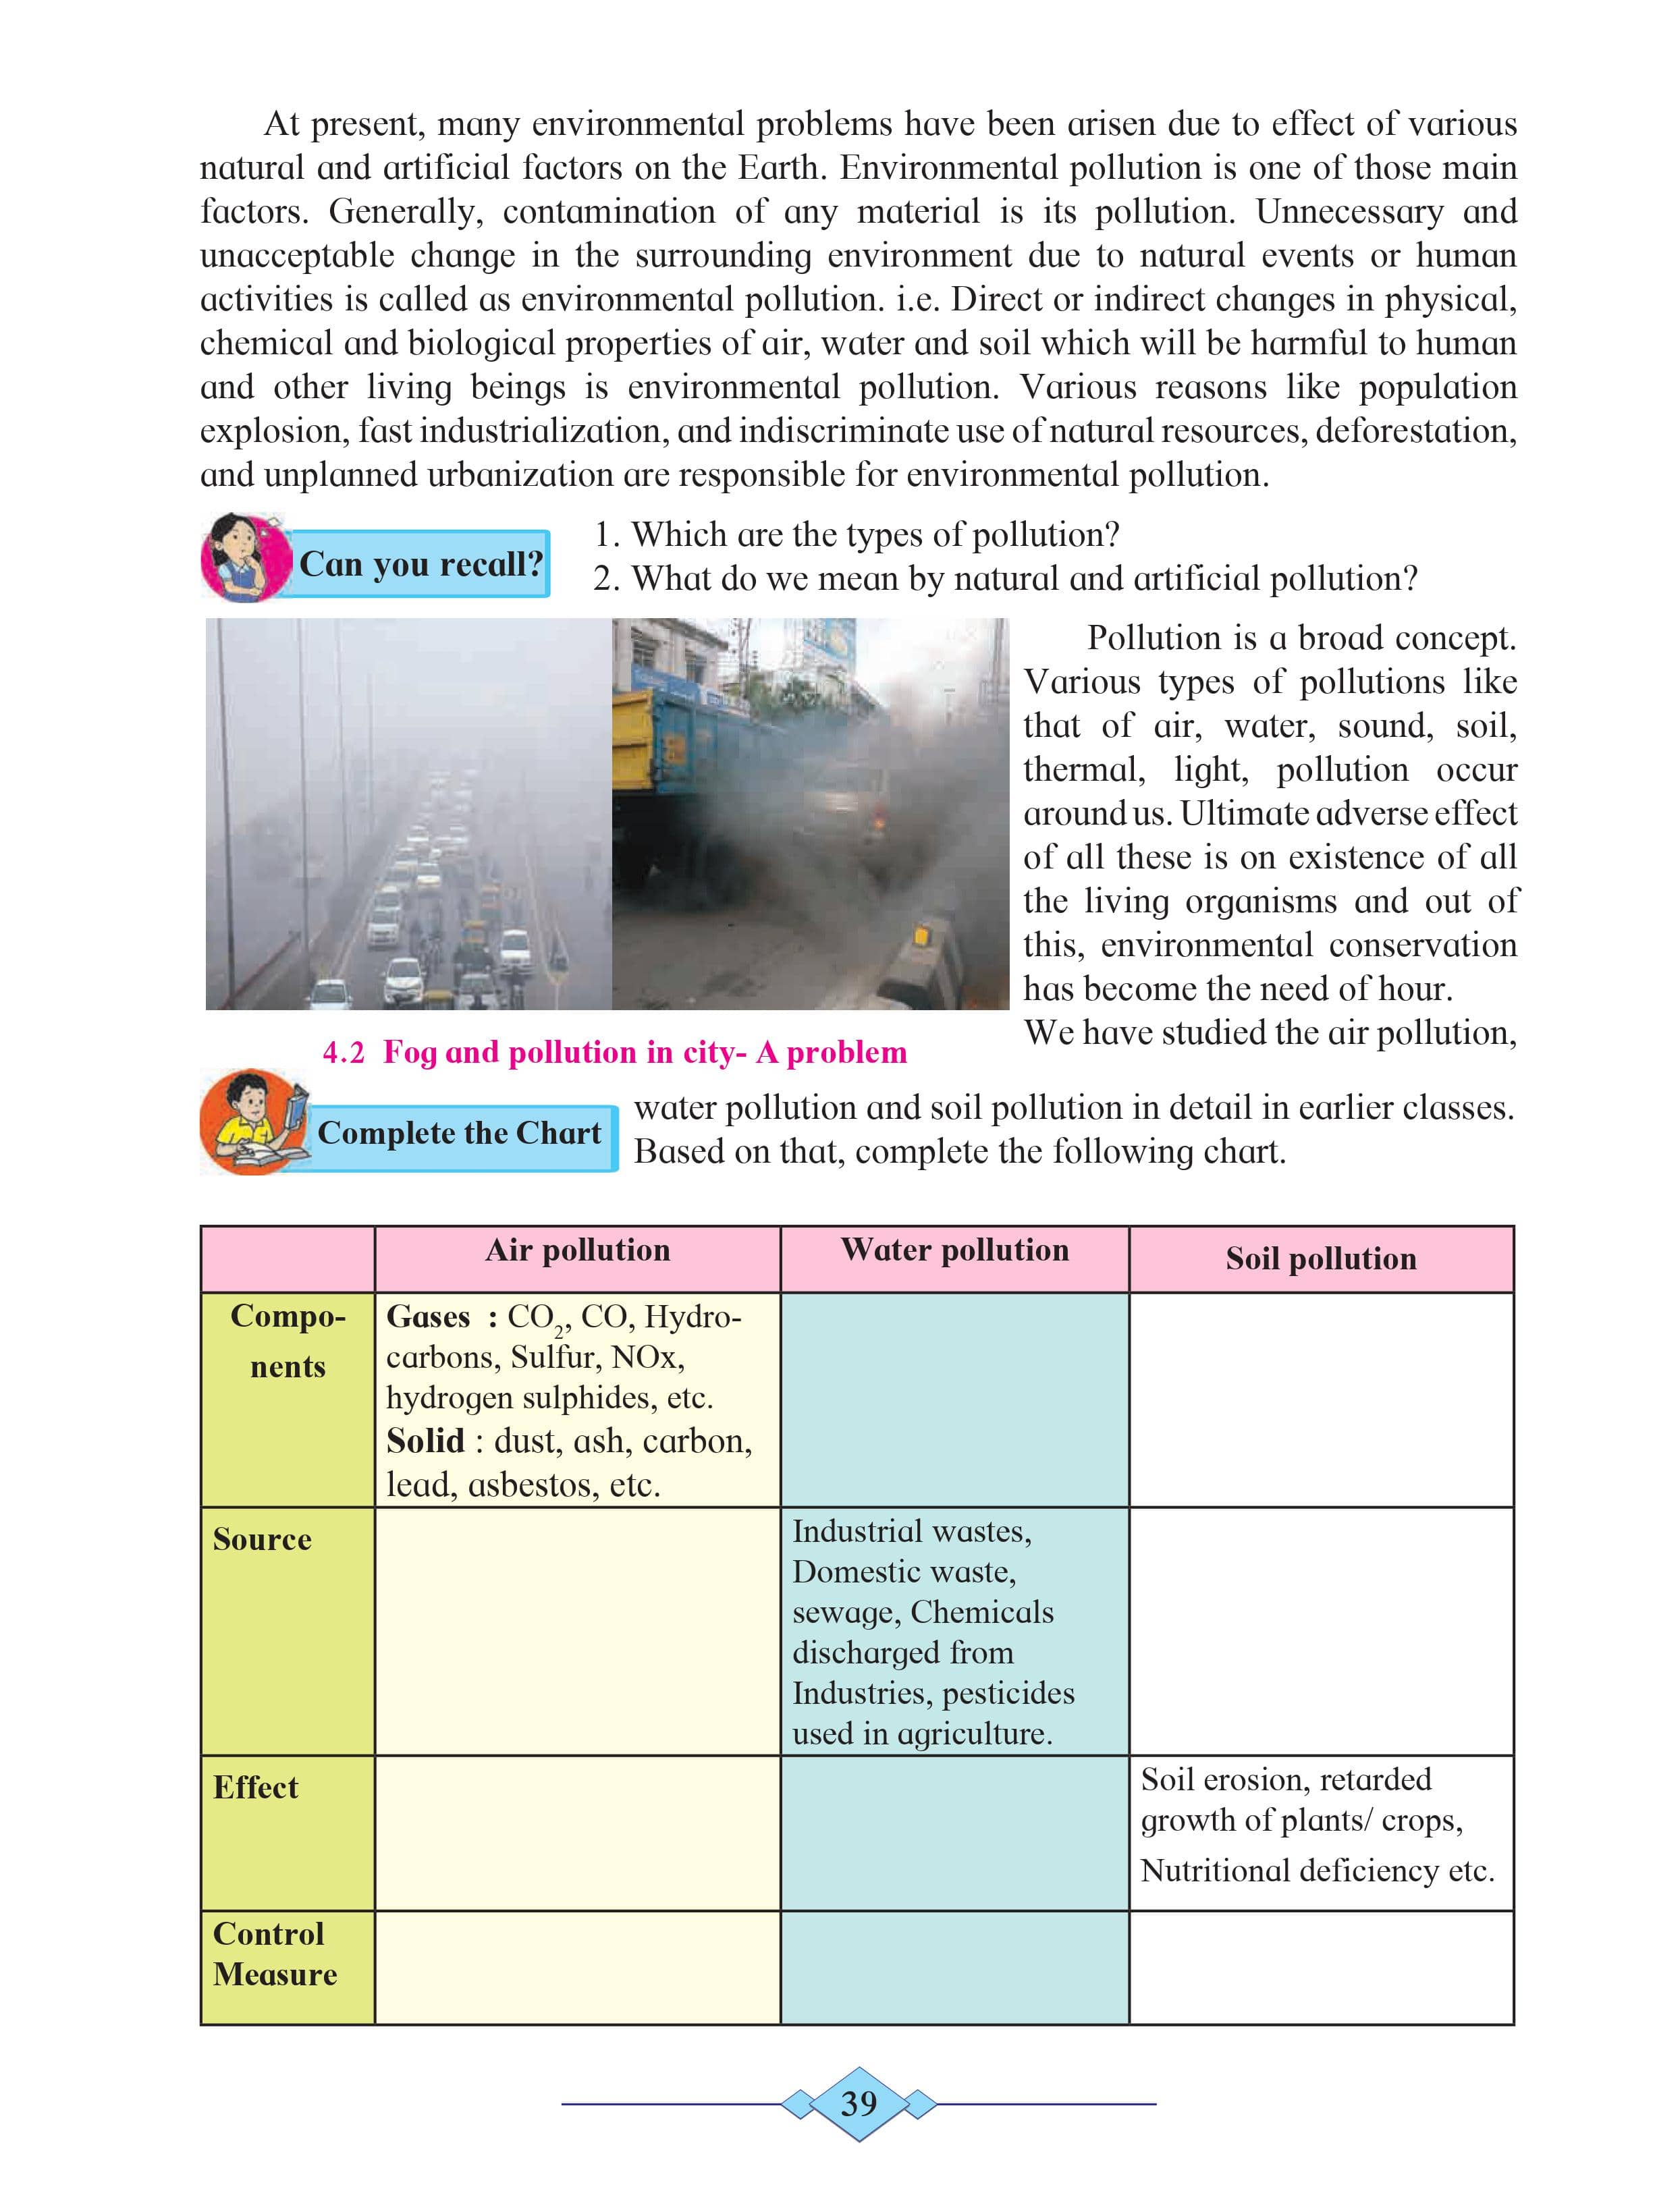 At present, many environmental problems have been arisen due to effect of various
natural and artificial factors on the Earth. Environmental pollution is one of those main
factors. Generally, contamination of any material is its pollution. Unnecessary and
unacceptable change in the surrounding environment due to natural events or human
activities is called as environmental pollution. i.e. Direct or indirect changes in physical,
chemical and biological properties of air, water and soil which will be harmful to human
and other living beings is environmental pollution. Various reasons like population
explosion, fast industrialization, and indiscriminate use of natural resources, deforestation,
and unplanned urbanization are responsible for environmental pollution.
Can you recall?
1. Which are the types of pollution?
2. What do we mean by natural and artificial pollution?
Pollution is a broad concept.
Various types of pollutions like
that of air, water, sound, soil,
thermal, light, pollution occur
around us. Ultimate adverse effect
of all these is on existence of all
the living organisms and out of
this, environmental conservation
has become the need of hour.
We have studied the air pollution,
4.2 Fog and pollution in city- A problem
Complete the Chart
water pollution and soil pollution in detail in earlier classes.
Based on that, complete the following chart.
Air pollution
Water pollution
Soil pollution
Compo-
nents
Gases : CO₂, CO, Hydro-
carbons, Sulfur, NOx,
hydrogen sulphides, etc.
Solid : dust, ash, carbon,
lead, asbestos, etc.
Source
Industrial wastes,
Domestic waste,
sewage, Chemicals
discharged from
Industries, pesticides
used in agriculture.
Effect
Soil erosion, retarded
growth of plants/ crops,
Nutritional deficiency etc.
Control
Measure
39